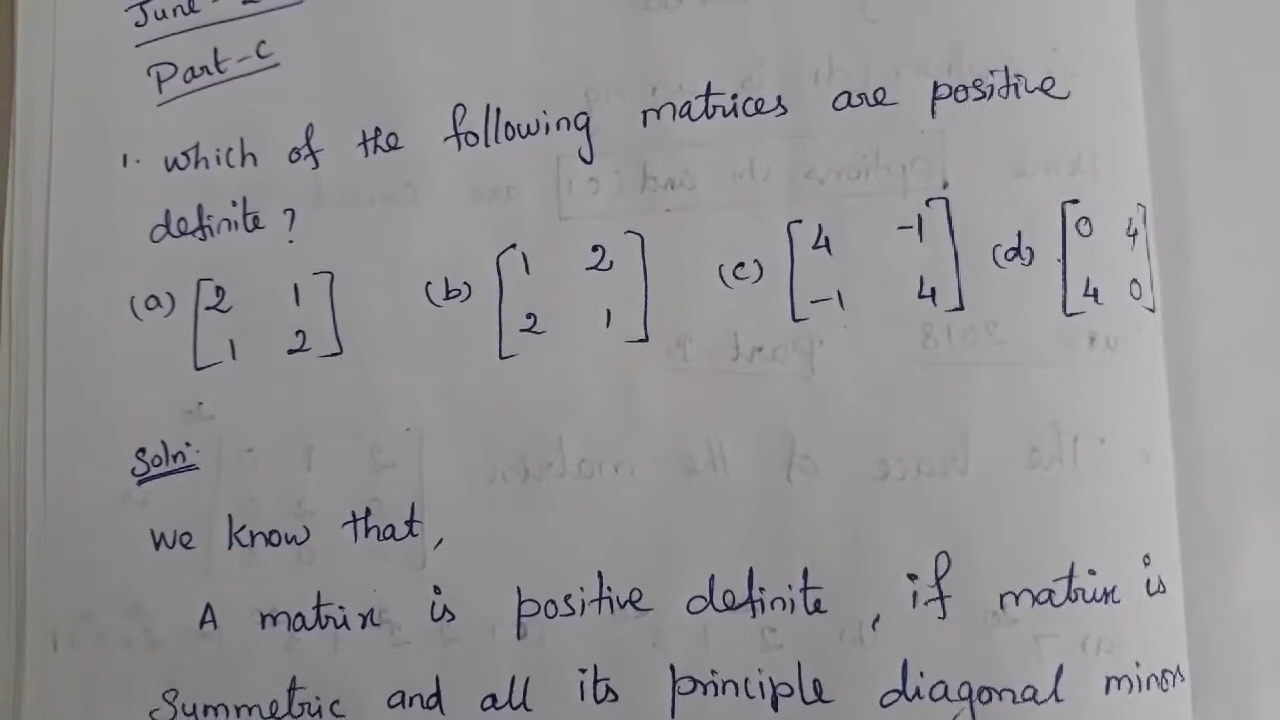 June
Part-C
1. which of the following matrices are positive
definite?
(a) [2 1 (b) [1 2] (c) [4 -1] (d) [0 4]
1 2] 2 1 -1 4 4 0
Soln:
we know that,
A matrix is positive definite, if matrix is
Symmetric and all its principle diagonal minors